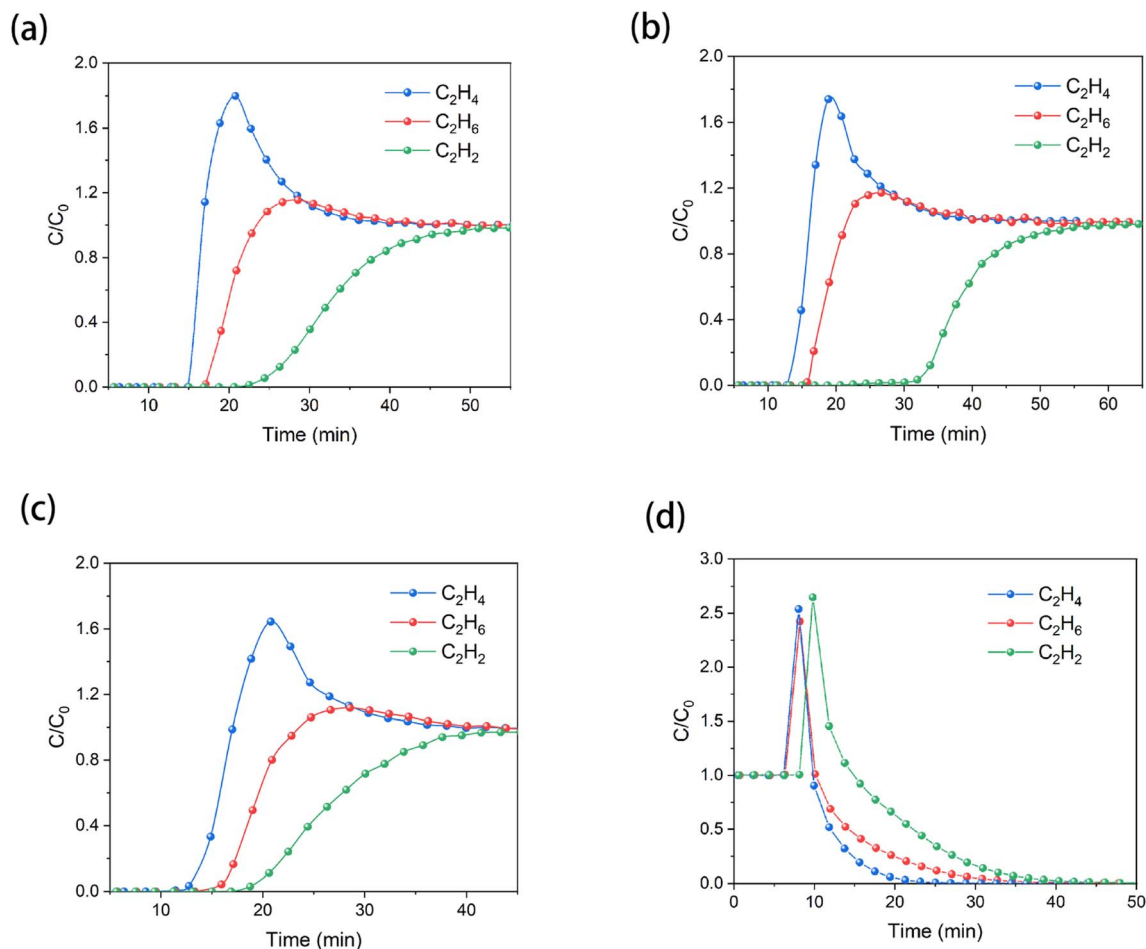 (a)
2.0
1.6
1.2
0.8
0.4
0.0
C/C₀
C₂H₄
C₂H₆
C₂H₂
10 20 30 40 50
Time (min)
(b)
2.0
1.6
1.2
0.8
0.4
0.0
C/C₀
C₂H₄
C₂H₆
C₂H₂
10 20 30 40 50 60
Time (min)
(c)
2.0
1.6
1.2
0.8
0.4
0.0
C/C₀
C₂H₄
C₂H₆
C₂H₂
10 20 30 40
Time (min)
(d)
3.0
2.5
2.0
1.5
1.0
0.5
0.0
C/C₀
C₂H₄
C₂H₆
C₂H₂
0 10 20 30 40 50
Time (min)